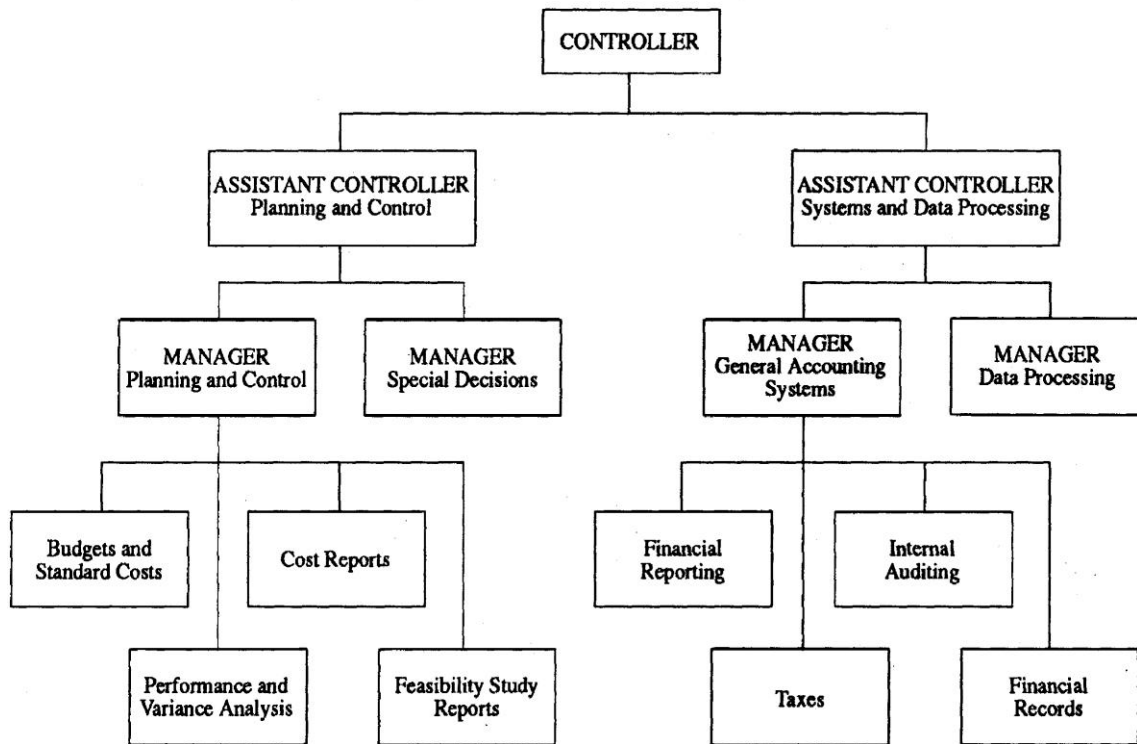 CONTROLLER
ASSISTANT CONTROLLER
Planning and Control
ASSISTANT CONTROLLER
Systems and Data Processing
MANAGER
Planning and Control
MANAGER
Special Decisions
MANAGER
General Accounting
Systems
MANAGER
Data Processing
Budgets and
Standard Costs
Cost Reports
Financial
Reporting
Internal
Auditing
Performance and
Variance Analysis
Feasibility Study
Reports
Taxes
Financial
Records